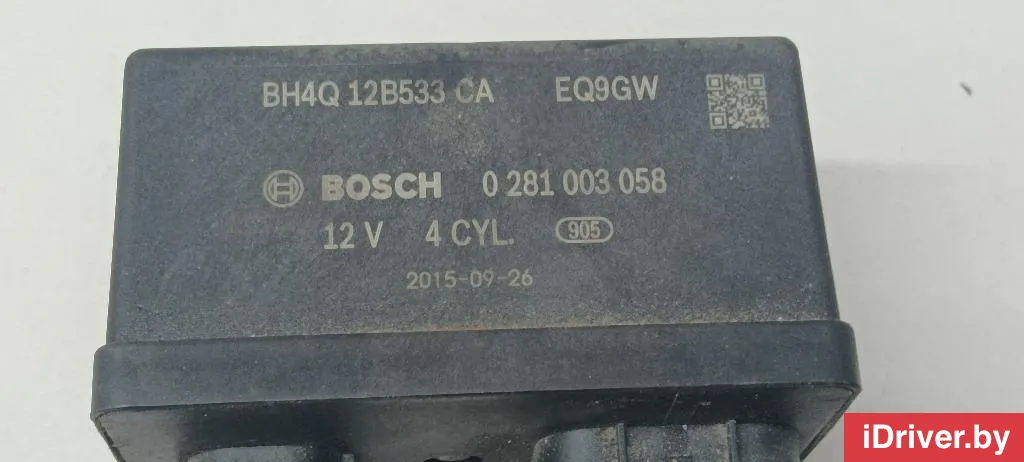 BH4Q 12B533 CA EQ9GW
BOSCH 0 281 003 058
12 V 4 CYL. 905
2015-09-26
iDriver.by